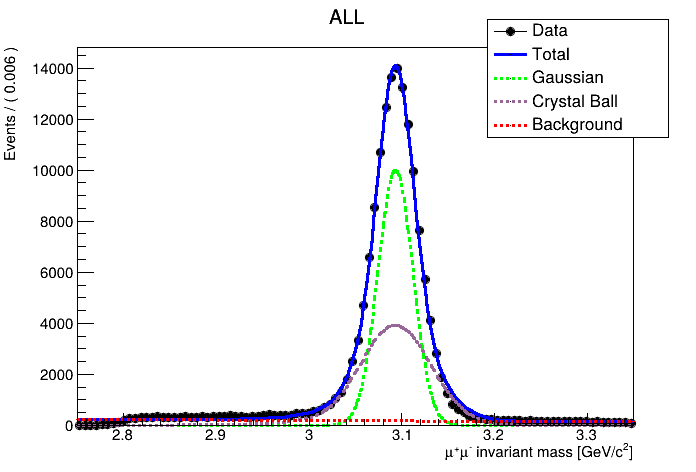 ALL
Data
Total
Gaussian
Crystal Ball
Background
Events / ( 0.006 )
14000
12000
10000
8000
6000
4000
2000
0
2.8 2.9 3 3.1 3.2 3.3
μ⁺μ⁻ invariant mass [GeV/c²]